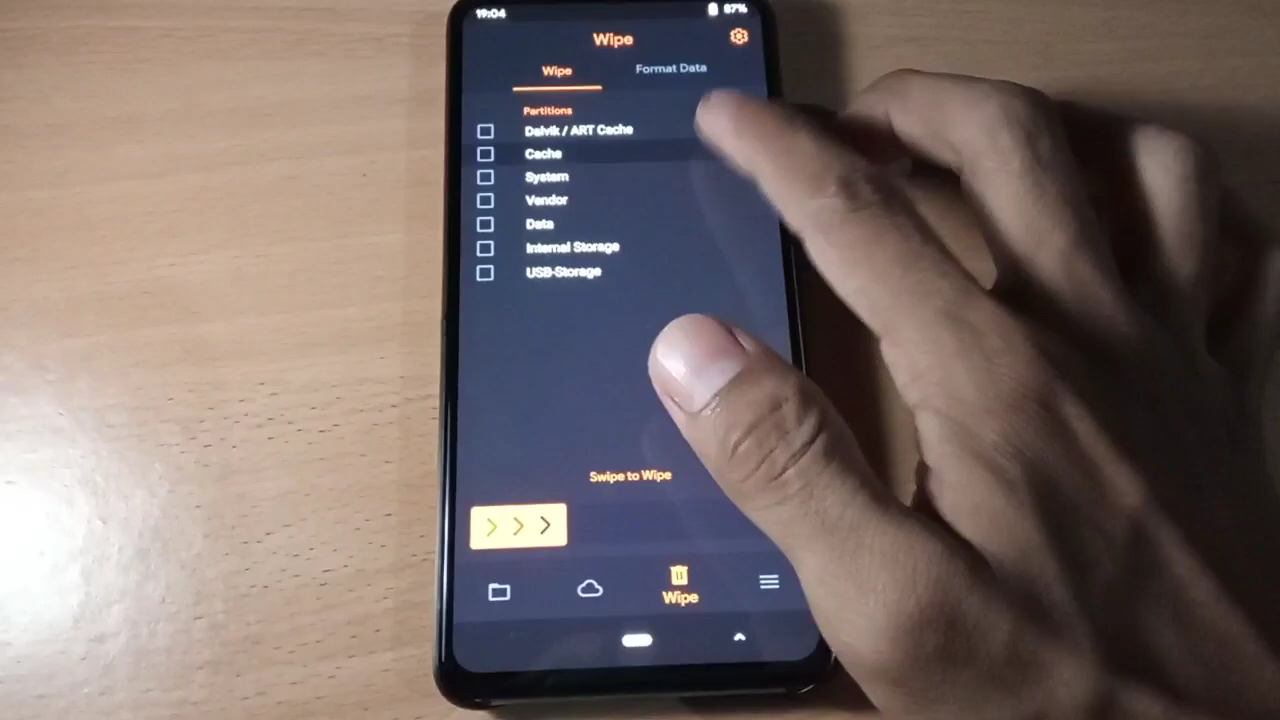 19:04
87%
Wipe
Wipe
Format Data
Partitions
Dalvik / ART Cache
Cache
System
Vendor
Data
Internal Storage
USB-Storage
Swipe to Wipe
Wipe